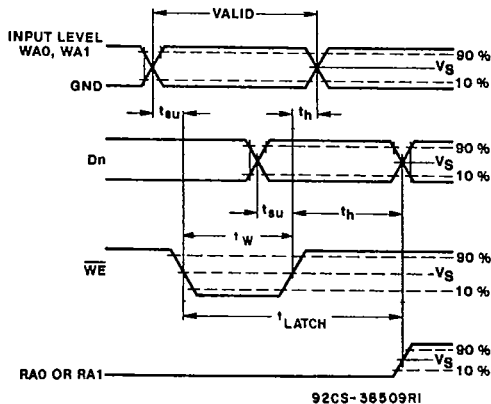 VALID
INPUT LEVEL
WA0, WA1
GND
90 %
VS
10 %
tsu
th
Dn
90 %
VS
10 %
tsu
th
tW
WE
90 %
VS
10 %
tLATCH
RA0 OR RA1
90 %
VS
10 %
92CS-38509R1